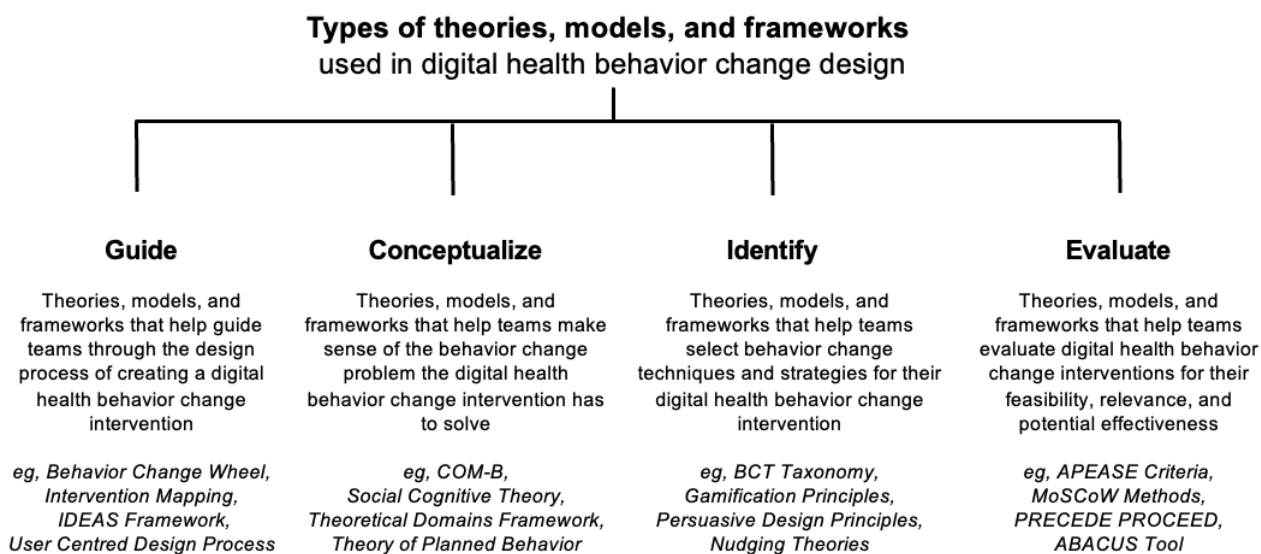 Types of theories, models, and frameworks
used in digital health behavior change design
Guide
Theories, models, and
frameworks that help guide
teams through the design
process of creating a digital
health behavior change
intervention
eg, Behavior Change Wheel,
Intervention Mapping,
IDEAS Framework,
User Centred Design Process
Conceptualize
Theories, models, and
frameworks that help teams make
sense of the behavior change
problem the digital health
behavior change intervention has
to solve
eg, COM-B,
Social Cognitive Theory,
Theoretical Domains Framework,
Theory of Planned Behavior
Identify
Theories, models, and
frameworks that help teams
select behavior change
techniques and strategies for their
digital health behavior change
intervention
eg, BCT Taxonomy,
Gamification Principles,
Persuasive Design Principles,
Nudging Theories
Evaluate
Theories, models, and
frameworks that help teams
evaluate digital health behavior
change interventions for their
feasibility, relevance, and
potential effectiveness
eg, APEASE Criteria,
MoSCoW Methods,
PRECEDE PROCEED,
ABACUS Tool